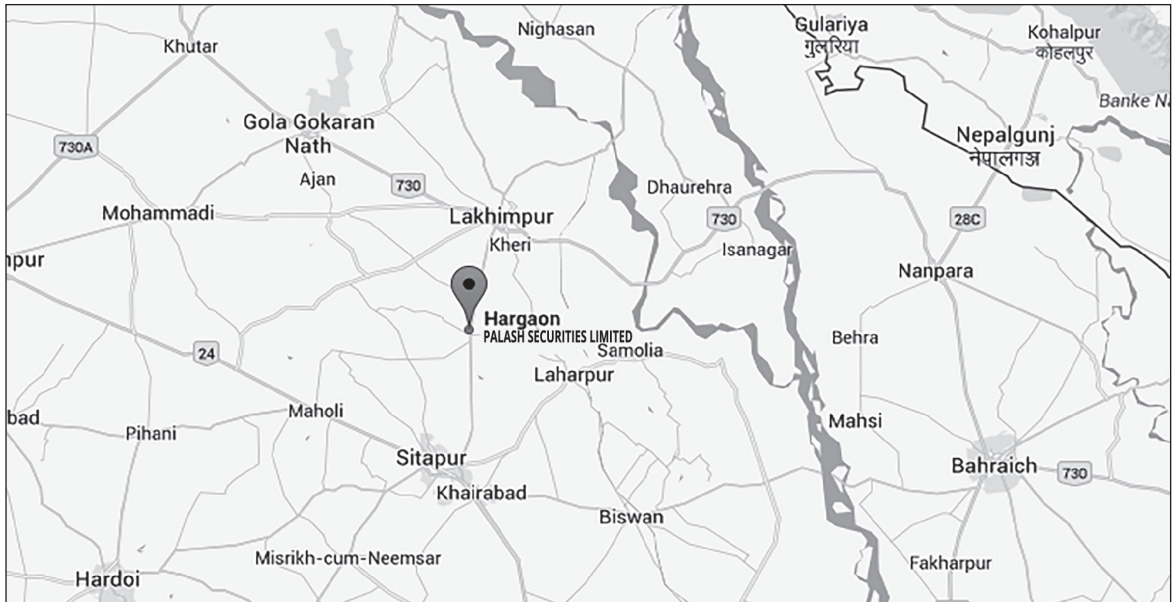 Nighasan
Gulariya
गुलरिया
Khutar
Kohalpur
कोहलपुर
Banke
Gola Gokaran
Nath
730A
Nepalgunj
नेपालगञ्ज
Ajan
730
Dhaurehra
Mohammadi
Lakhimpur
730
28C
Kheri
Isanagar
npur
Nanpara
Hargaon
PALASH SECURITIES LIMITED
Behra
24
Samolia
Laharpur
Maholi
bad
Mahsi
Pihani
Sitapur
Bahraich
730
Khairabad
Biswan
Misrikh-cum-Neemsar
Fakharpur
Hardoi